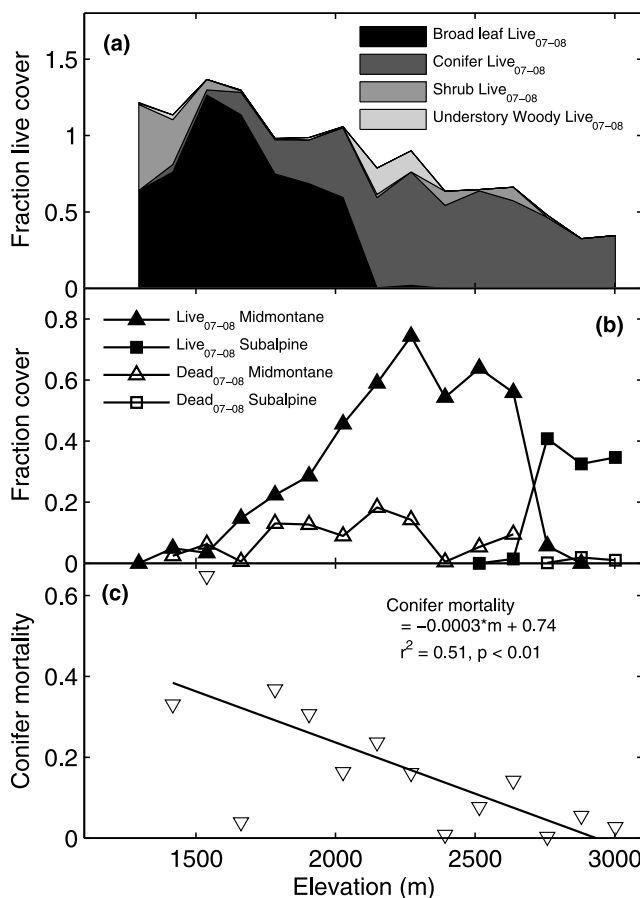 (a)
Broad leaf Live07–08
Conifer Live07–08
Shrub Live07–08
Understory Woody Live07–08
Fraction live cover
1.5
1
0.5
0
(b)
Live07–08 Midmontane
Live07–08 Subalpine
Dead07–08 Midmontane
Dead07–08 Subalpine
Fraction cover
0.8
0.6
0.4
0.2
0
(c)
Conifer mortality
= −0.0003*m + 0.74
r2 = 0.51, p < 0.01
Conifer mortality
0.6
0.4
0.2
0
1500 2000 2500 3000
Elevation (m)